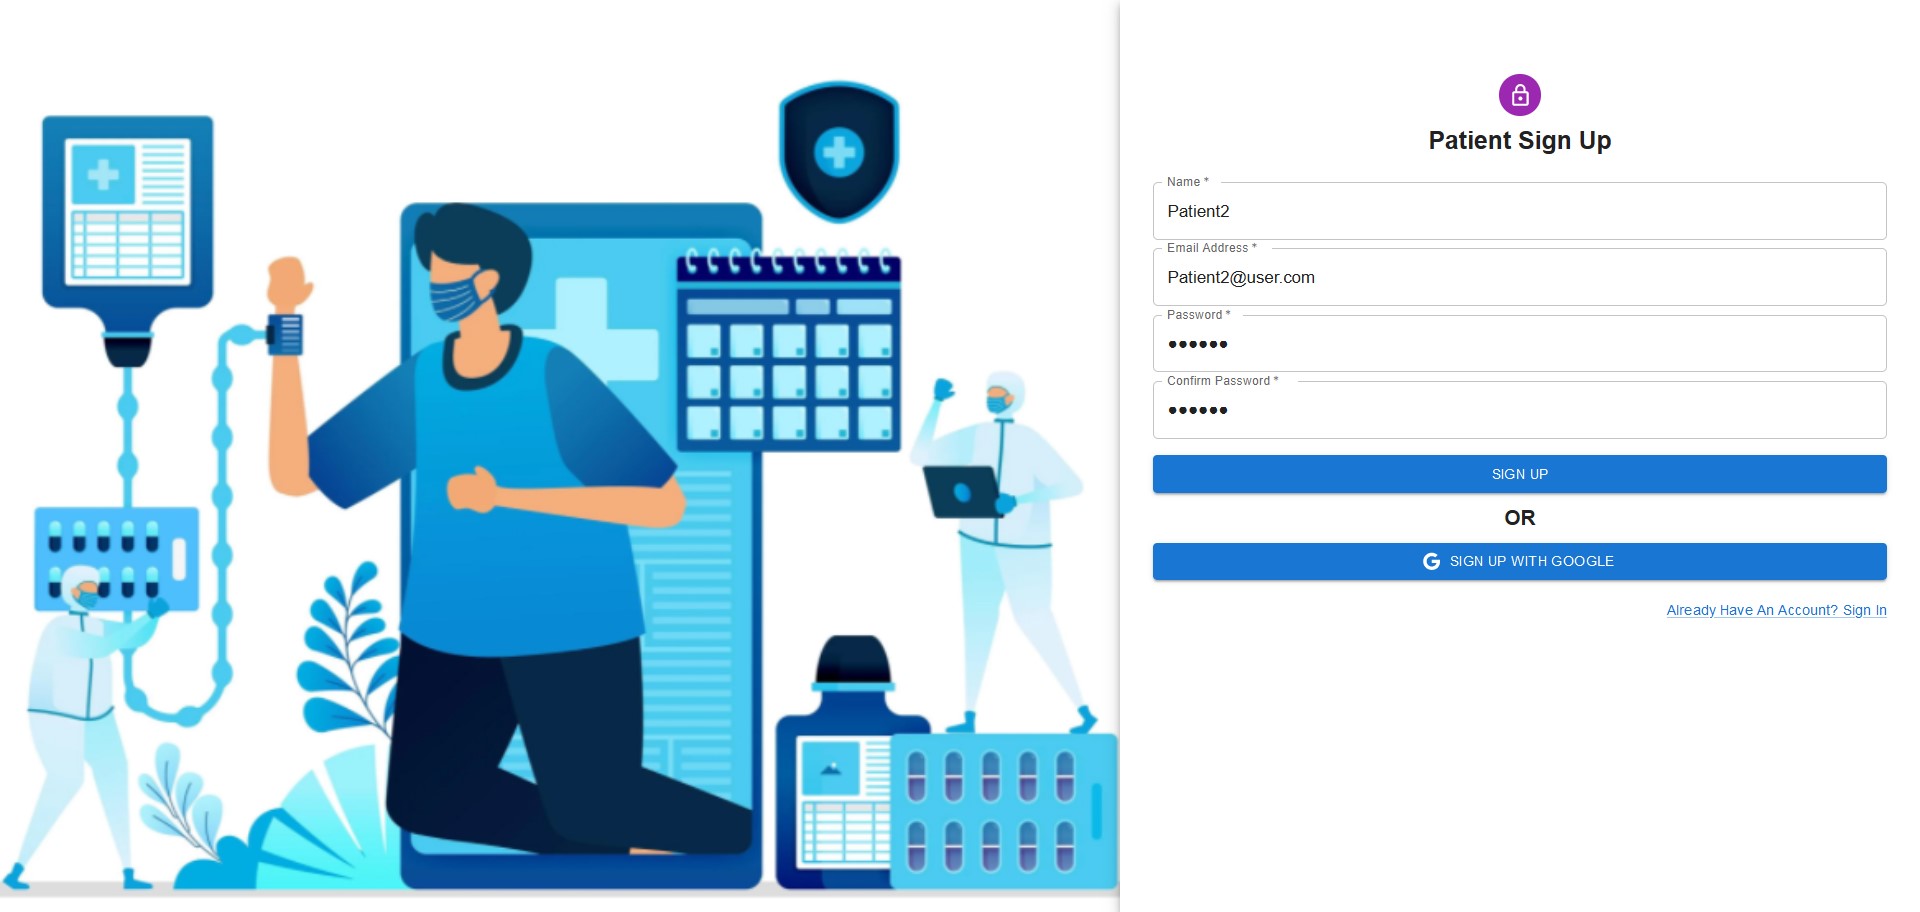 Patient Sign Up
Name *
Patient2
Email Address *
Patient2@user.com
Password *
••••••
Confirm Password *
••••••
SIGN UP
OR
SIGN UP WITH GOOGLE
Already Have An Account? Sign In